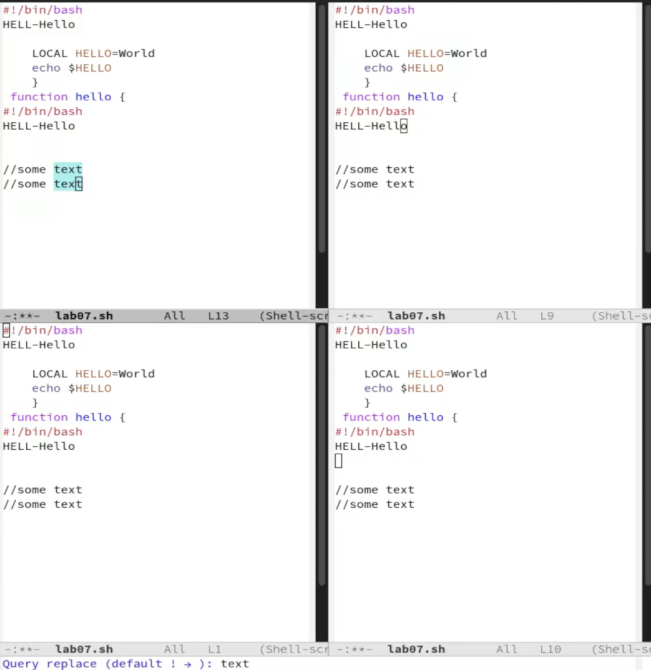 #!/bin/bash
HELL-Hello
LOCAL HELLO=World
echo $HELLO
}
function hello {
#!/bin/bash
HELL-Hello
//some text
//some text
-:**- lab07.sh All L13 (Shell-scr
#!/bin/bash
HELL-Hello
LOCAL HELLO=World
echo $HELLO
}
function hello {
#!/bin/bash
HELL-Hello
//some text
//some text
-:**- lab07.sh All L9 (Shell-sc
#!/bin/bash
HELL-Hello
LOCAL HELLO=World
echo $HELLO
}
function hello {
#!/bin/bash
HELL-Hello
//some text
//some text
-:**- lab07.sh All L1 (Shell-scr
#!/bin/bash
HELL-Hello
LOCAL HELLO=World
echo $HELLO
}
function hello {
#!/bin/bash
HELL-Hello
//some text
//some text
-:**- lab07.sh All L10 (Shell-sc
Query replace (default ! → ): text